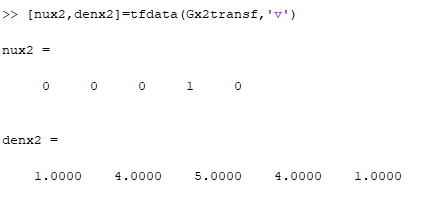 >> [nux2,denx2]=tfdata(Gx2transf,'v')
nux2 =
0 0 0 1 0
denx2 =
1.0000 4.0000 5.0000 4.0000 1.0000